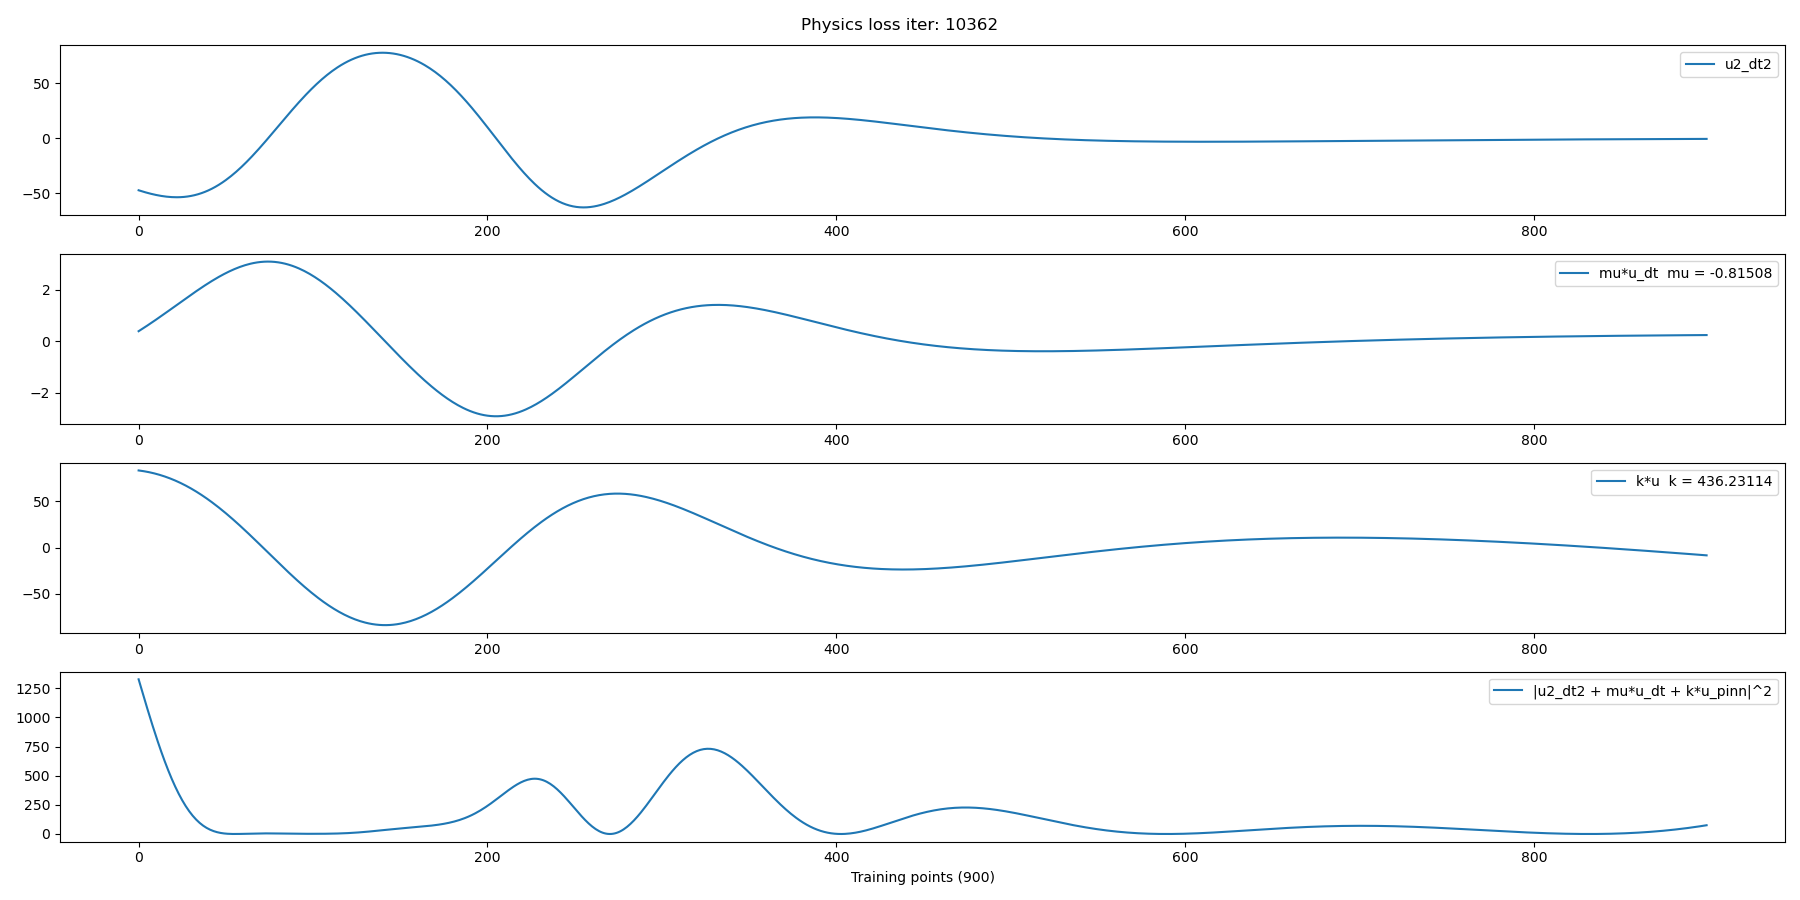 Physics loss iter: 10362
u2_dt2
50
0
−50
0 200 400 600 800
mu*u_dt  mu = -0.81508
2
0
−2
0 200 400 600 800
k*u  k = 436.23114
50
0
−50
0 200 400 600 800
|u2_dt2 + mu*u_dt + k*u_pinn|^2
1250
1000
750
500
250
0
0 200 400 600 800
Training points (900)